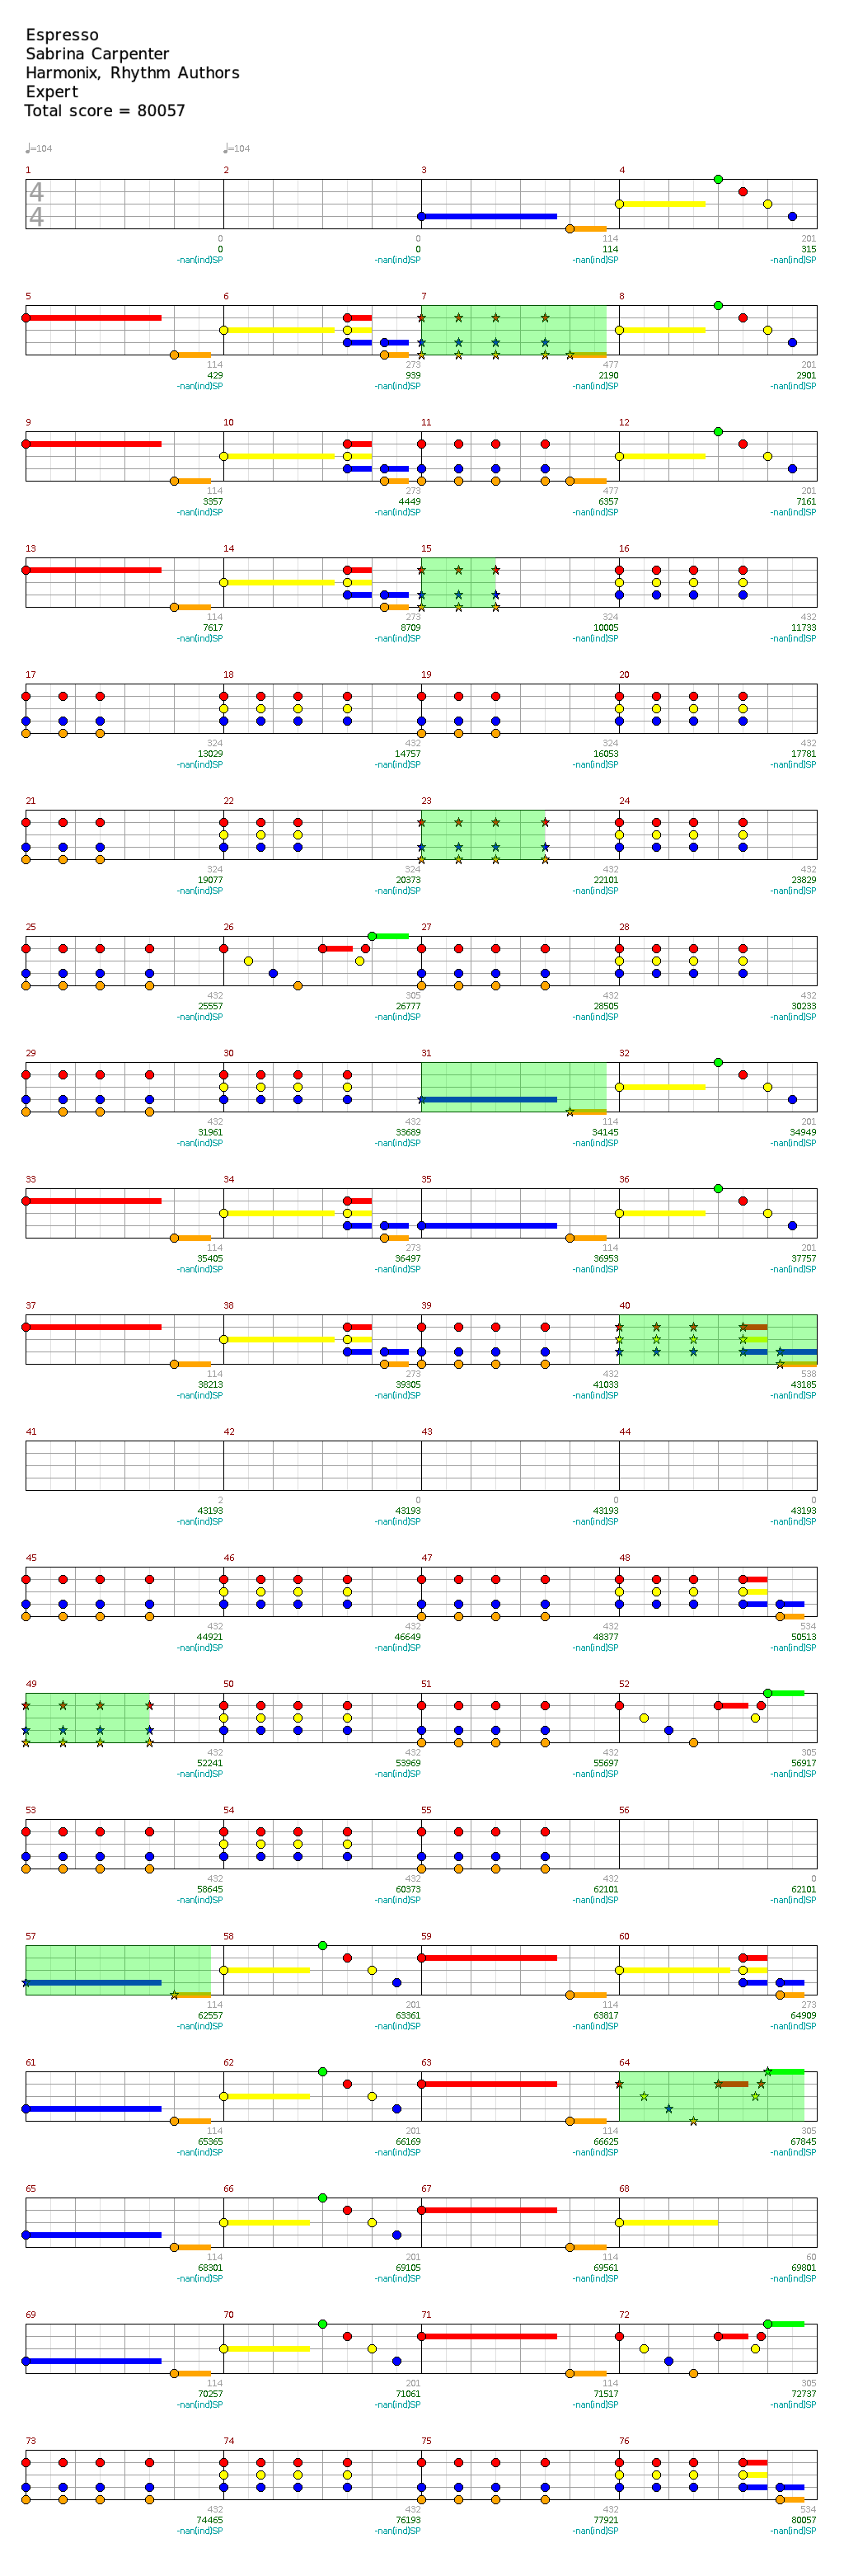 Espresso
Sabrina Carpenter
Harmonix, Rhythm Authors
Expert
Total score = 80057
♩=104 ♩=104
1 2 3 4
4
4
0 0 114 201
0 0 114 315
-nan(ind)SP -nan(ind)SP -nan(ind)SP -nan(ind)SP
5 6 7 8
114 273 477 201
429 939 2190 2901
-nan(ind)SP -nan(ind)SP -nan(ind)SP -nan(ind)SP
9 10 11 12
114 273 477 201
3357 4449 6357 7161
-nan(ind)SP -nan(ind)SP -nan(ind)SP -nan(ind)SP
13 14 15 16
114 273 324 432
7617 8709 10005 11733
-nan(ind)SP -nan(ind)SP -nan(ind)SP -nan(ind)SP
17 18 19 20
324 432 324 432
13029 14757 16053 17781
-nan(ind)SP -nan(ind)SP -nan(ind)SP -nan(ind)SP
21 22 23 24
324 324 432 432
19077 20373 22101 23829
-nan(ind)SP -nan(ind)SP -nan(ind)SP -nan(ind)SP
25 26 27 28
432 305 432 432
25557 26777 28505 30233
-nan(ind)SP -nan(ind)SP -nan(ind)SP -nan(ind)SP
29 30 31 32
432 432 114 201
31961 33689 34145 34949
-nan(ind)SP -nan(ind)SP -nan(ind)SP -nan(ind)SP
33 34 35 36
114 273 114 201
35405 36497 36953 37757
-nan(ind)SP -nan(ind)SP -nan(ind)SP -nan(ind)SP
37 38 39 40
114 273 432 538
38213 39305 41033 43185
-nan(ind)SP -nan(ind)SP -nan(ind)SP -nan(ind)SP
41 42 43 44
2 0 0 0
43193 43193 43193 43193
-nan(ind)SP -nan(ind)SP -nan(ind)SP -nan(ind)SP
45 46 47 48
432 432 432 534
44921 46649 48377 50513
-nan(ind)SP -nan(ind)SP -nan(ind)SP -nan(ind)SP
49 50 51 52
432 432 432 305
52241 53969 55697 56917
-nan(ind)SP -nan(ind)SP -nan(ind)SP -nan(ind)SP
53 54 55 56
432 432 432 0
58645 60373 62101 62101
-nan(ind)SP -nan(ind)SP -nan(ind)SP -nan(ind)SP
57 58 59 60
114 201 114 273
62557 63361 63817 64909
-nan(ind)SP -nan(ind)SP -nan(ind)SP -nan(ind)SP
61 62 63 64
114 201 114 305
65365 66169 66625 67845
-nan(ind)SP -nan(ind)SP -nan(ind)SP -nan(ind)SP
65 66 67 68
114 201 114 60
68301 69105 69561 69801
-nan(ind)SP -nan(ind)SP -nan(ind)SP -nan(ind)SP
69 70 71 72
114 201 114 305
70257 71061 71517 72737
-nan(ind)SP -nan(ind)SP -nan(ind)SP -nan(ind)SP
73 74 75 76
432 432 432 534
74465 76193 77921 80057
-nan(ind)SP -nan(ind)SP -nan(ind)SP -nan(ind)SP